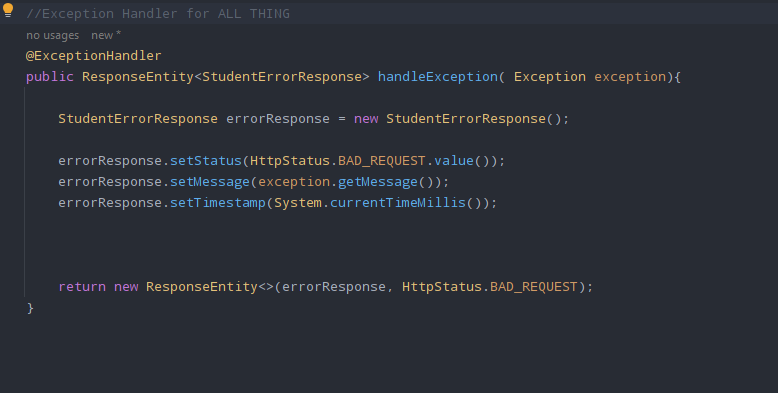 //Exception Handler for ALL THING
no usages new *
@ExceptionHandler
public ResponseEntity<StudentErrorResponse> handleException( Exception exception){
StudentErrorResponse errorResponse = new StudentErrorResponse();
errorResponse.setStatus(HttpStatus.BAD_REQUEST.value());
errorResponse.setMessage(exception.getMessage());
errorResponse.setTimestamp(System.currentTimeMillis());
return new ResponseEntity<>(errorResponse, HttpStatus.BAD_REQUEST);
}